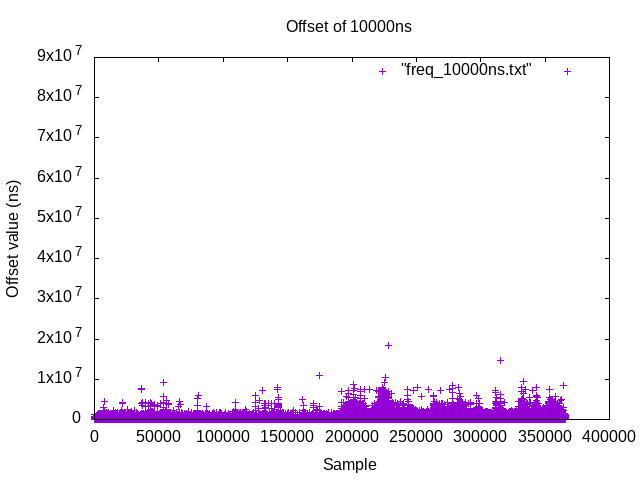 Offset of 10000ns
"freq_10000ns.txt"
9x10^7
8x10^7
7x10^7
6x10^7
5x10^7
4x10^7
3x10^7
2x10^7
1x10^7
0
Offset value (ns)
0 50000 100000 150000 200000 250000 300000 350000 400000
Sample